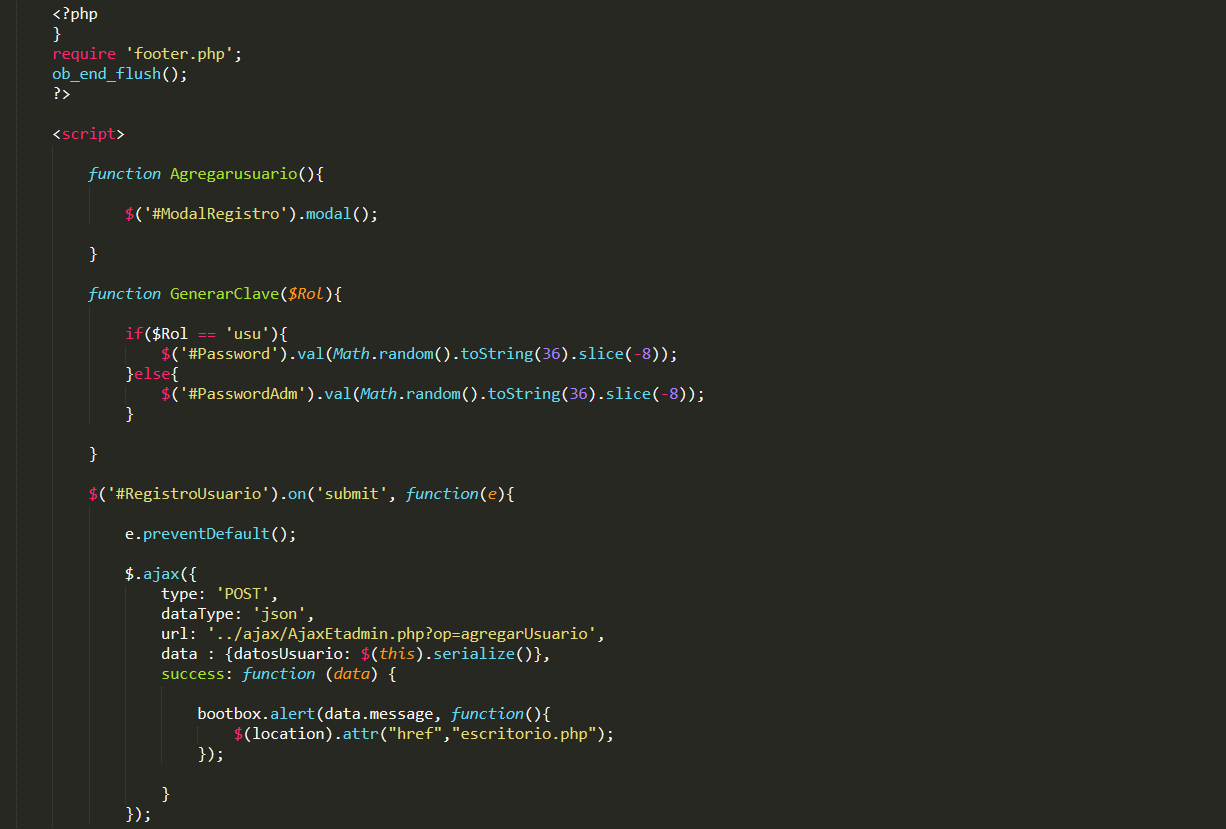 <?php
}
require 'footer.php';
ob_end_flush();
?>
<script>
function Agregarusuario(){
$('#ModalRegistro').modal();
}
function GenerarClave($Rol){
if($Rol == 'usu'){
$('#Password').val(Math.random().toString(36).slice(-8));
}else{
$('#PasswordAdm').val(Math.random().toString(36).slice(-8));
}
}
$('#RegistroUsuario').on('submit', function(e){
e.preventDefault();
$.ajax({
type: 'POST',
dataType: 'json',
url: '../ajax/AjaxEtadmin.php?op=agregarUsuario',
data : {datosUsuario: $(this).serialize()},
success: function (data) {
bootbox.alert(data.message, function(){
$(location).attr("href","escritorio.php");
});
}
});